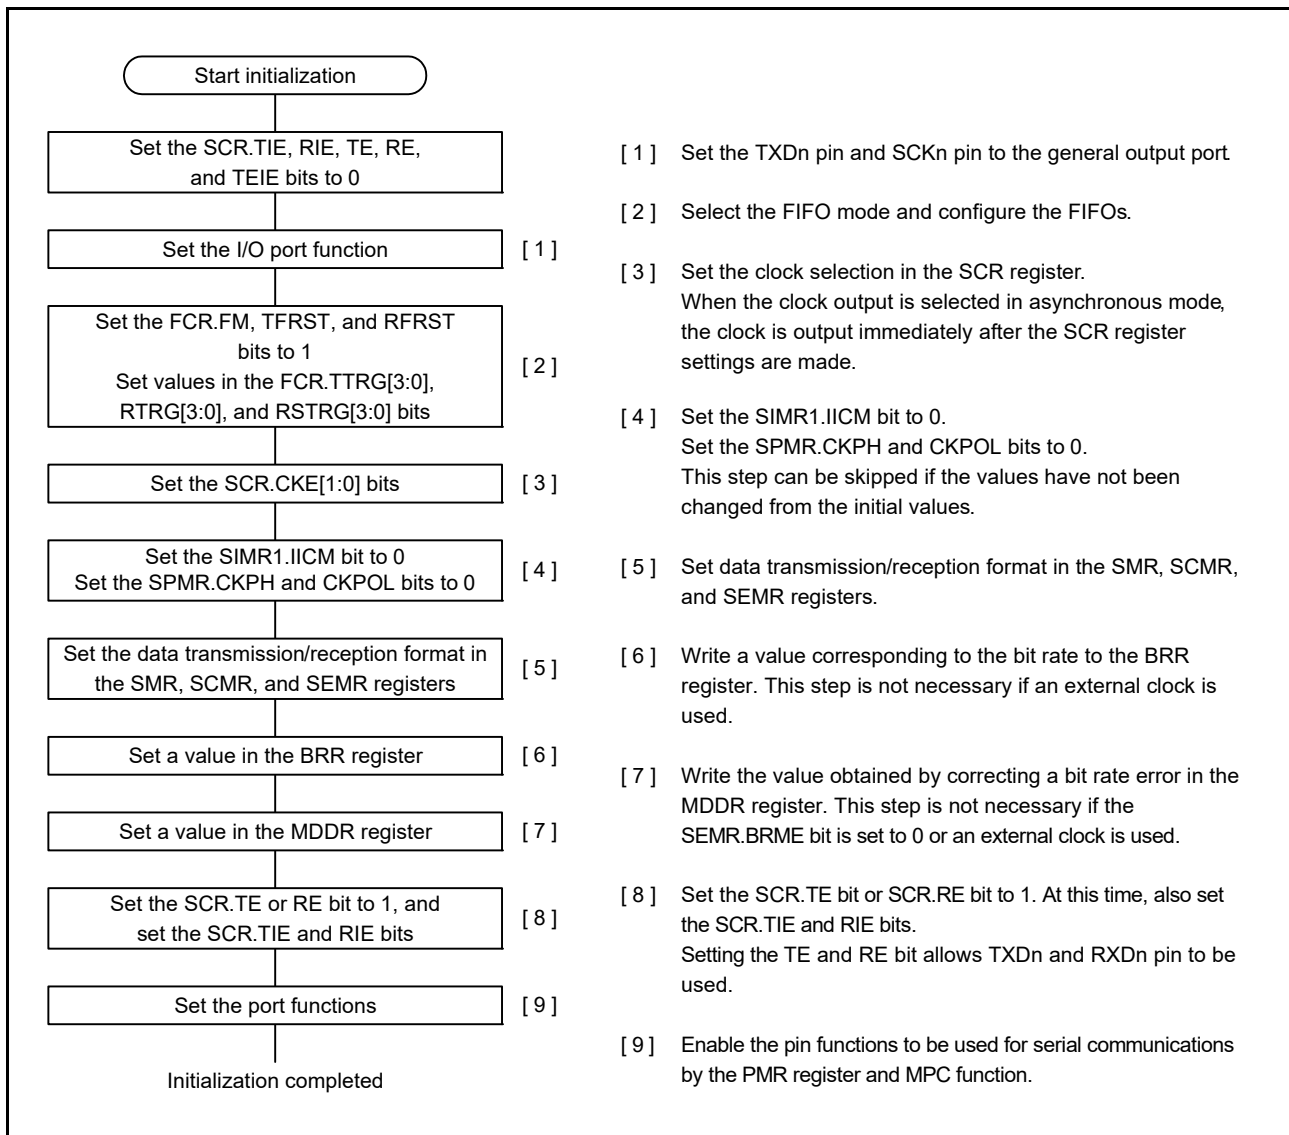 Start initialization
Set the SCR.TIE, RIE, TE, RE,
and TEIE bits to 0
Set the I/O port function
[ 1 ]
Set the FCR.FM, TFRST, and RFRST
bits to 1
Set values in the FCR.TTRG[3:0],
RTRG[3:0], and RSTRG[3:0] bits
[ 2 ]
Set the SCR.CKE[1:0] bits
[ 3 ]
Set the SIMR1.IICM bit to 0
Set the SPMR.CKPH and CKPOL bits to 0
[ 4 ]
Set the data transmission/reception format in
the SMR, SCMR, and SEMR registers
[ 5 ]
Set a value in the BRR register
[ 6 ]
Set a value in the MDDR register
[ 7 ]
Set the SCR.TE or RE bit to 1, and
set the SCR.TIE and RIE bits
[ 8 ]
Set the port functions
[ 9 ]
Initialization completed
[ 1 ] Set the TXDn pin and SCKn pin to the general output port.
[ 2 ] Select the FIFO mode and configure the FIFOs.
[ 3 ] Set the clock selection in the SCR register.
When the clock output is selected in asynchronous mode,
the clock is output immediately after the SCR register
settings are made.
[ 4 ] Set the SIMR1.IICM bit to 0.
Set the SPMR.CKPH and CKPOL bits to 0.
This step can be skipped if the values have not been
changed from the initial values.
[ 5 ] Set data transmission/reception format in the SMR, SCMR,
and SEMR registers.
[ 6 ] Write a value corresponding to the bit rate to the BRR
register. This step is not necessary if an external clock is
used.
[ 7 ] Write the value obtained by correcting a bit rate error in the
MDDR register. This step is not necessary if the
SEMR.BRME bit is set to 0 or an external clock is used.
[ 8 ] Set the SCR.TE bit or SCR.RE bit to 1. At this time, also set
the SCR.TIE and RIE bits.
Setting the TE and RE bit allows TXDn and RXDn pin to be
used.
[ 9 ] Enable the pin functions to be used for serial communications
by the PMR register and MPC function.